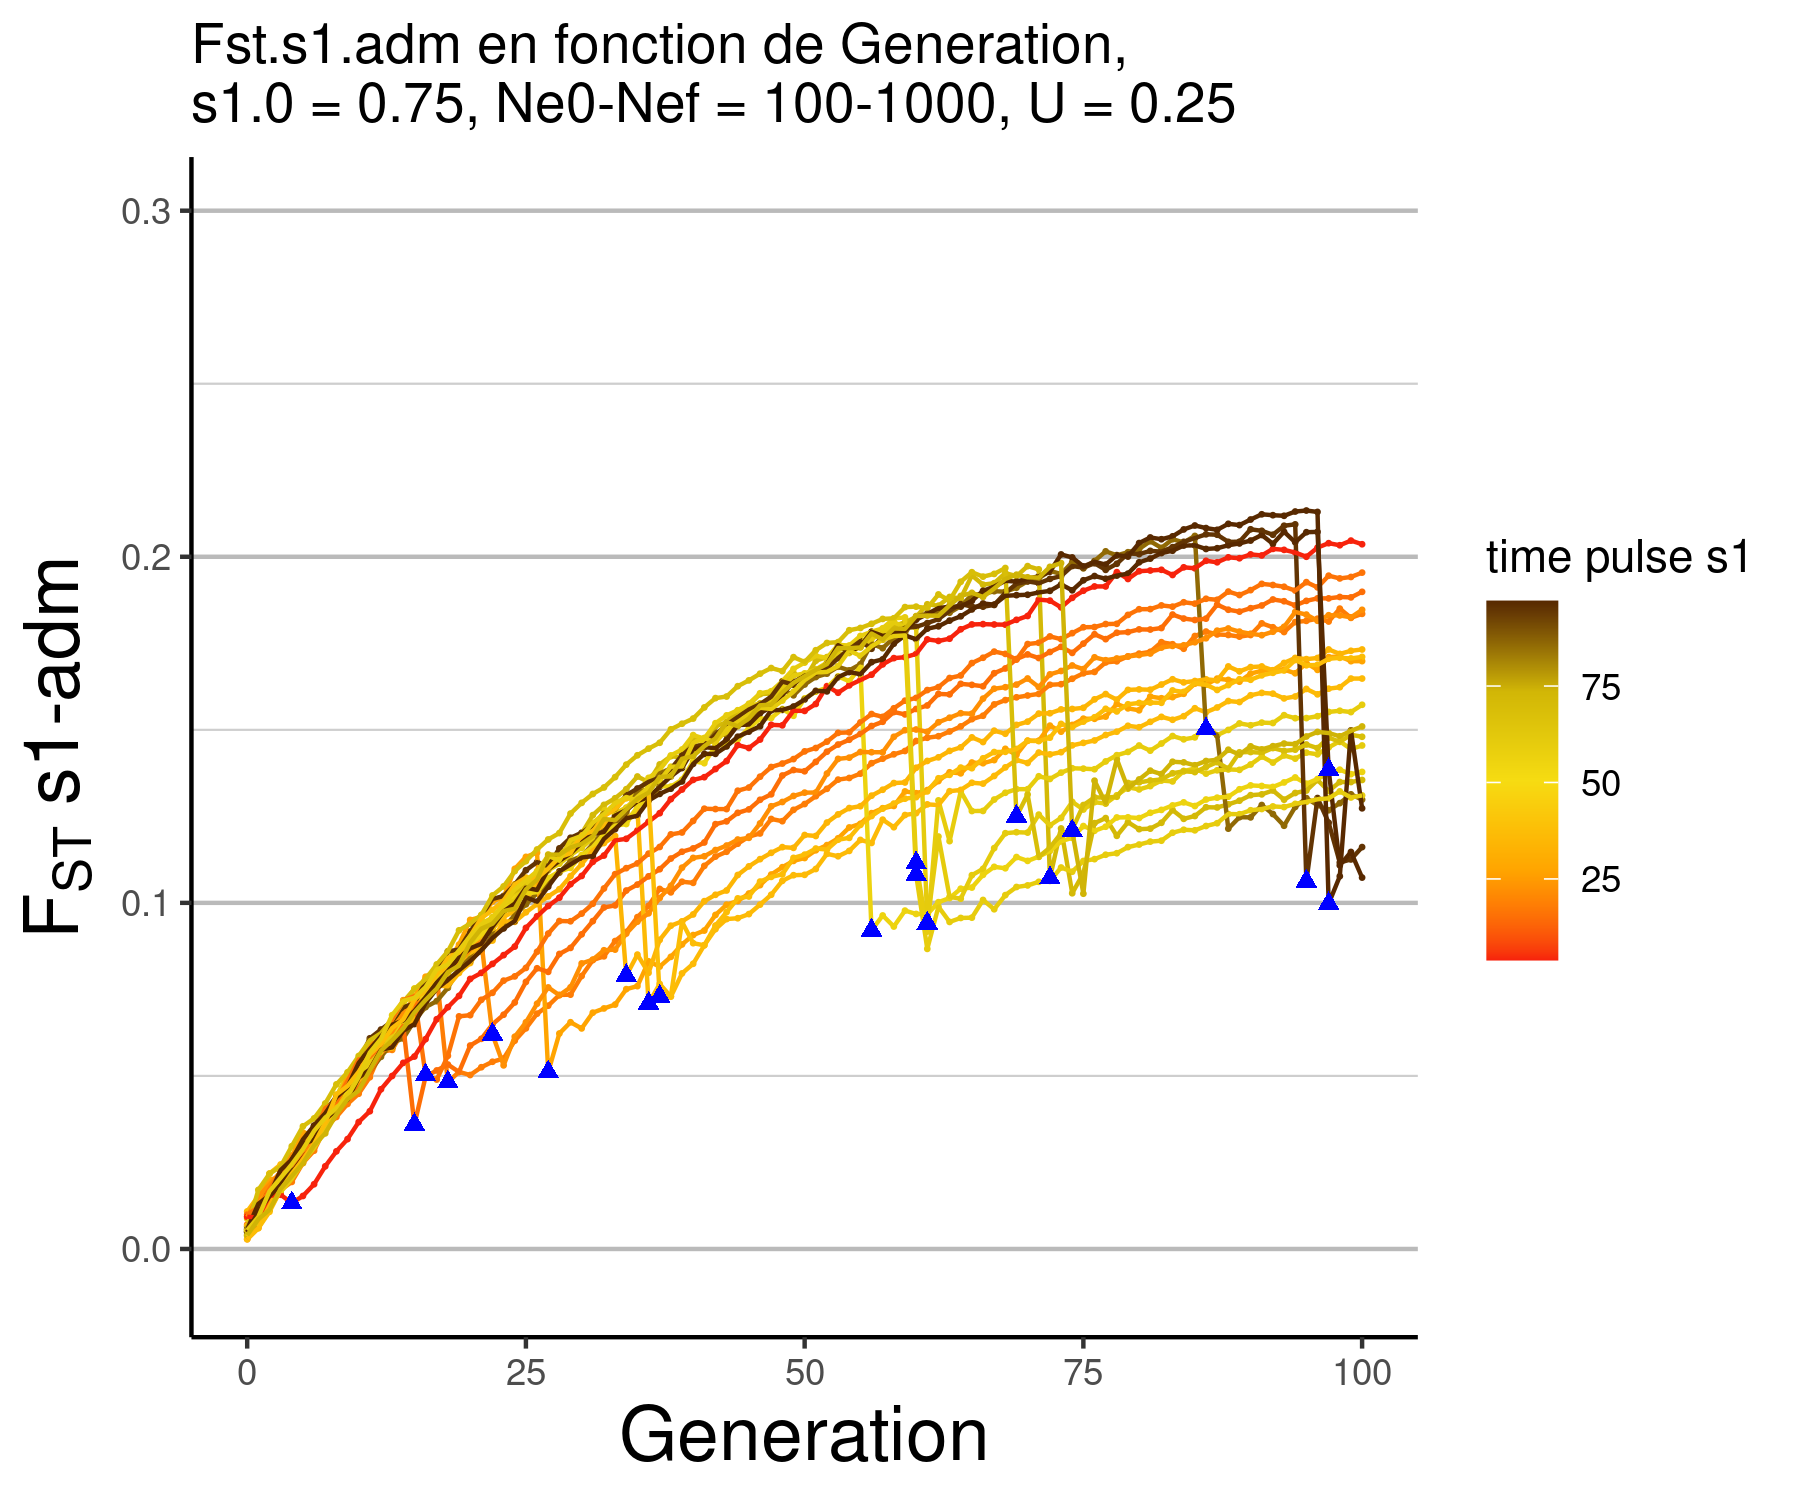 Fst.s1.adm en fonction de Generation,
s1.0 = 0.75, Ne0-Nef = 100-1000, U = 0.25
FST s1-adm
0.3
0.2
0.1
0.0
0 25 50 75 100
Generation
time pulse s1
75
50
25